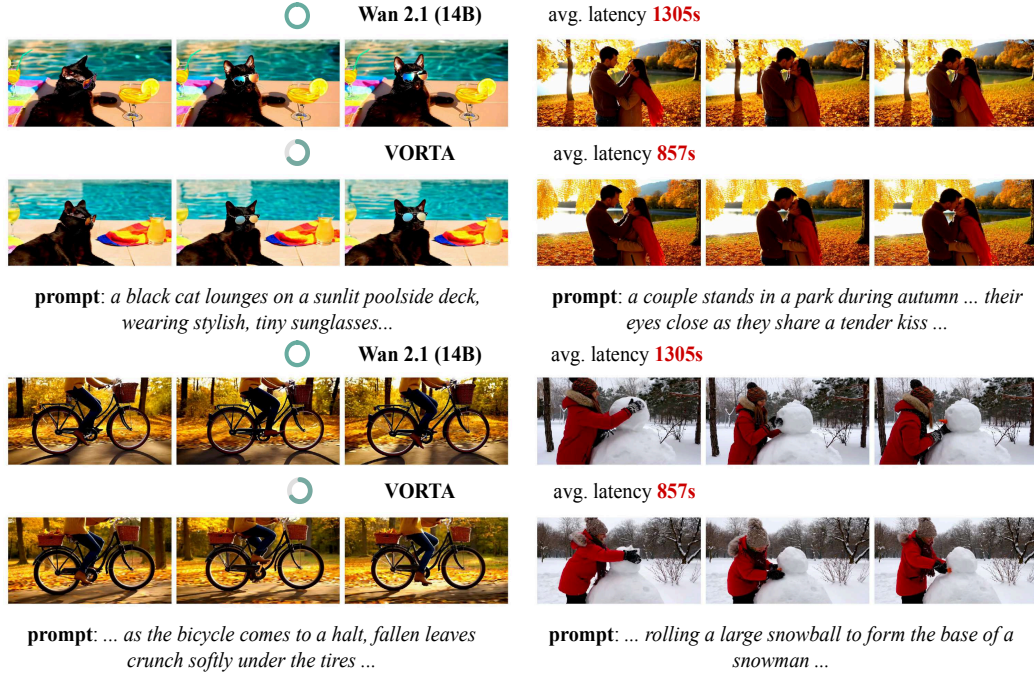 Wan 2.1 (14B) avg. latency 1305s
VORTA avg. latency 857s
prompt: a black cat lounges on a sunlit poolside deck,
wearing stylish, tiny sunglasses...
prompt: a couple stands in a park during autumn ... their
eyes close as they share a tender kiss ...
Wan 2.1 (14B) avg. latency 1305s
VORTA avg. latency 857s
prompt: ... as the bicycle comes to a halt, fallen leaves
crunch softly under the tires ...
prompt: ... rolling a large snowball to form the base of a
snowman ...